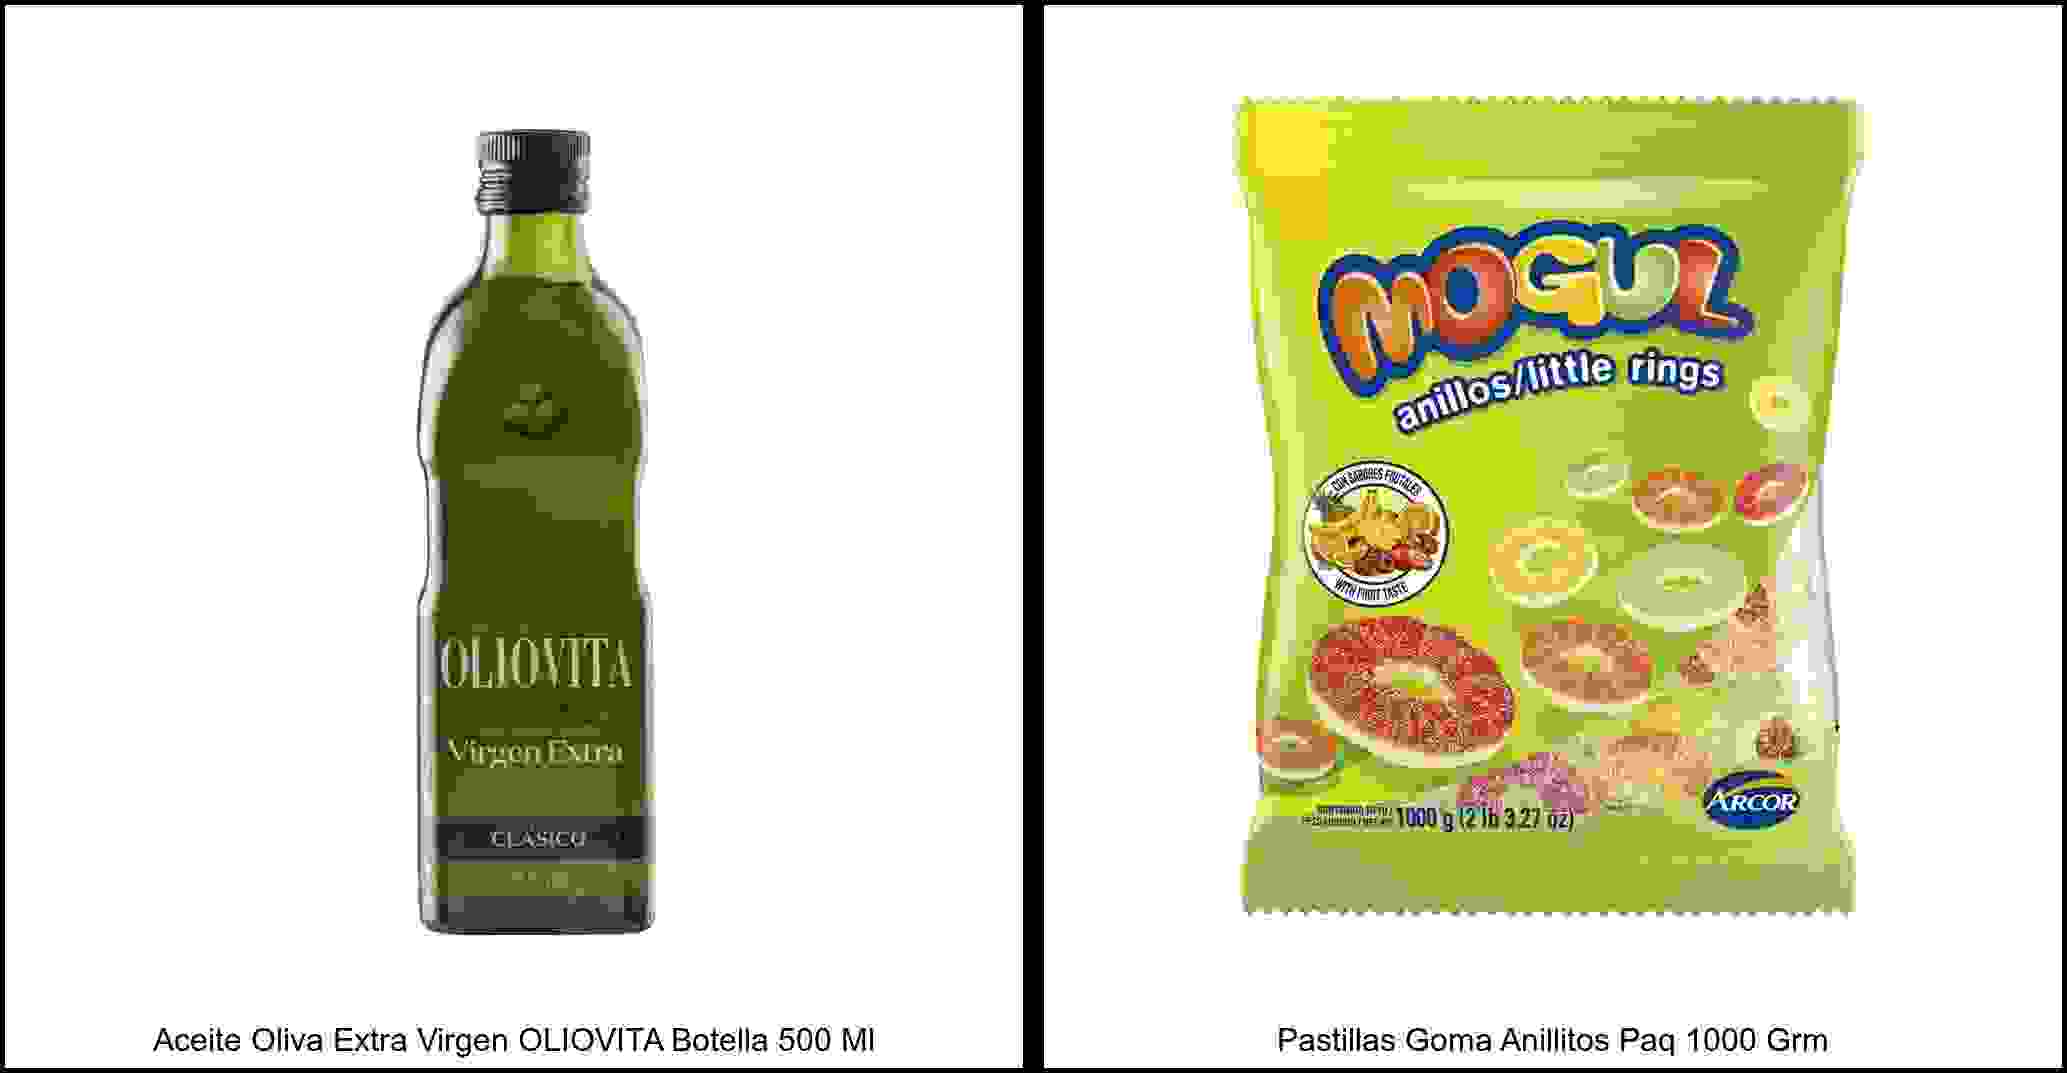 OLIOVITA
Virgen Extra
CLASICO
Aceite Oliva Extra Virgen OLIOVITA Botella 500 Ml
MOGUL
anillos/little rings
CON SABORES FRUTALES
WITH FRUIT TASTE
1000 g (2 lb 3.27 oz)
ARCOR
Pastillas Goma Anillitos Paq 1000 Grm